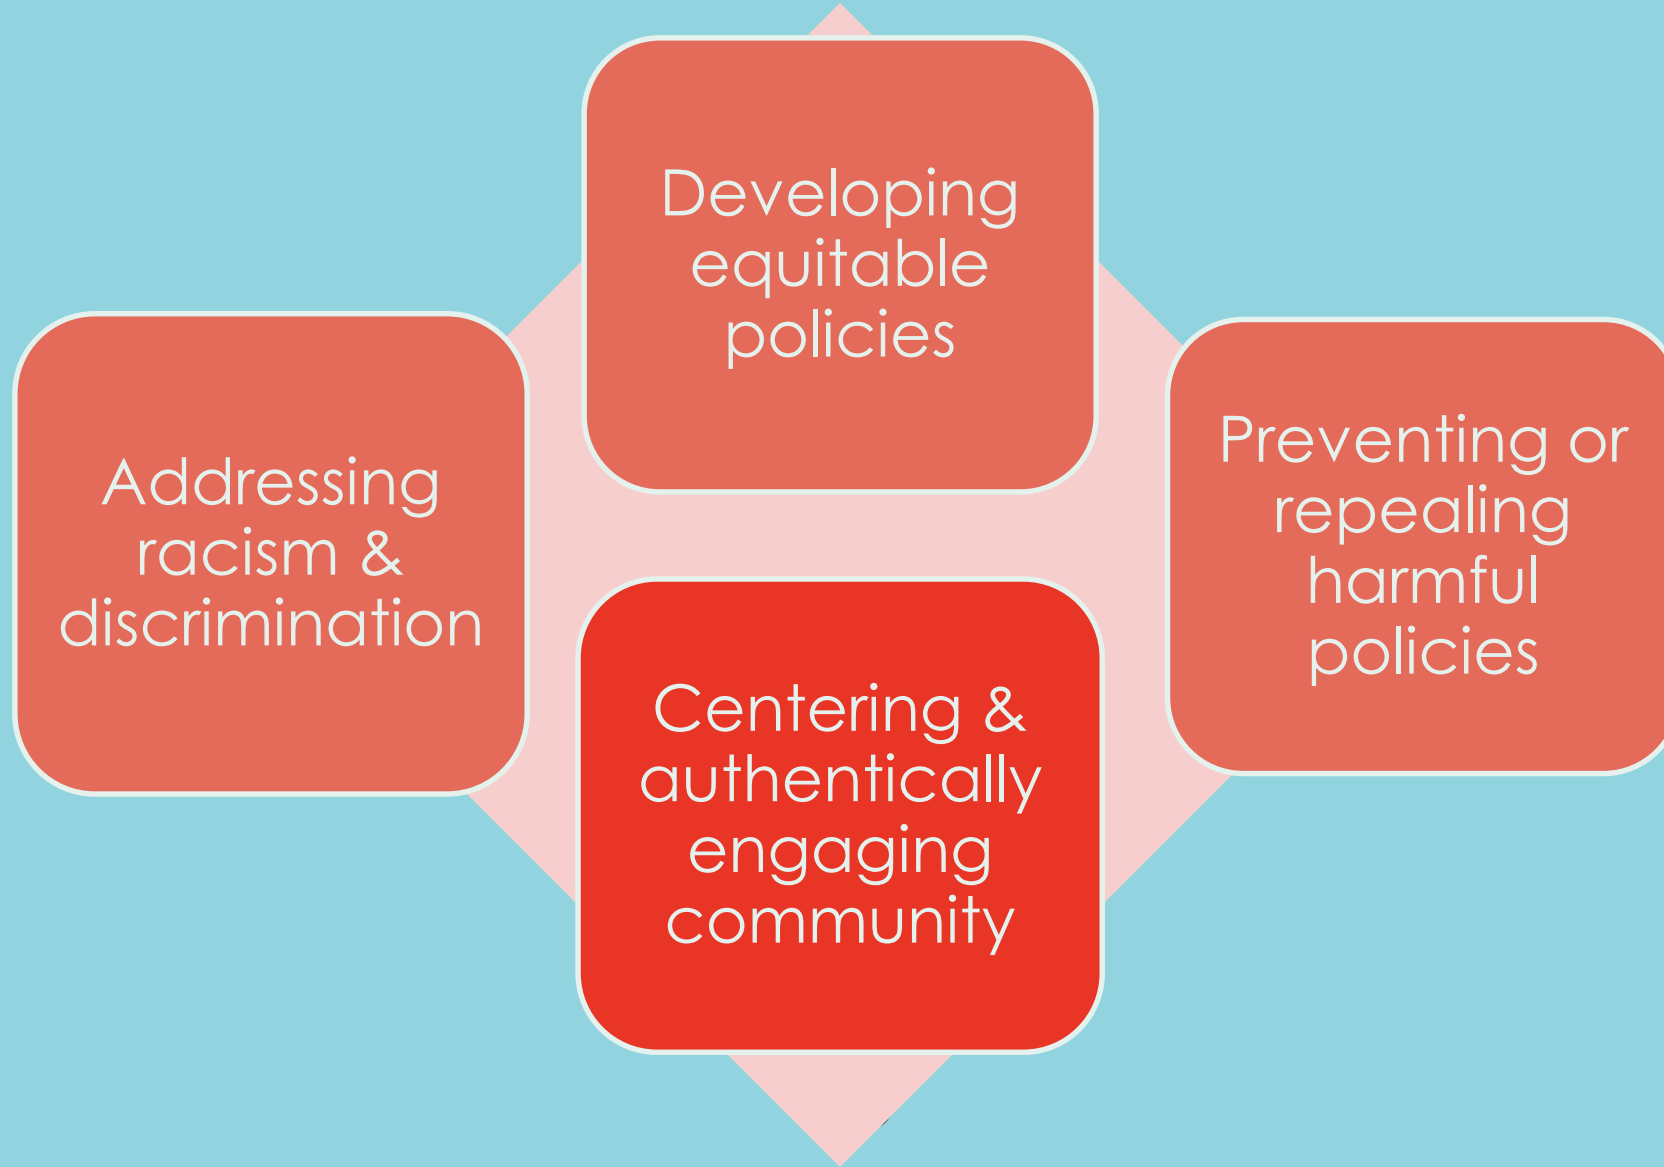 Developing
equitable
policies
Addressing
racism &
discrimination
Preventing or
repealing
harmful
policies
Centering &
authentically
engaging
community